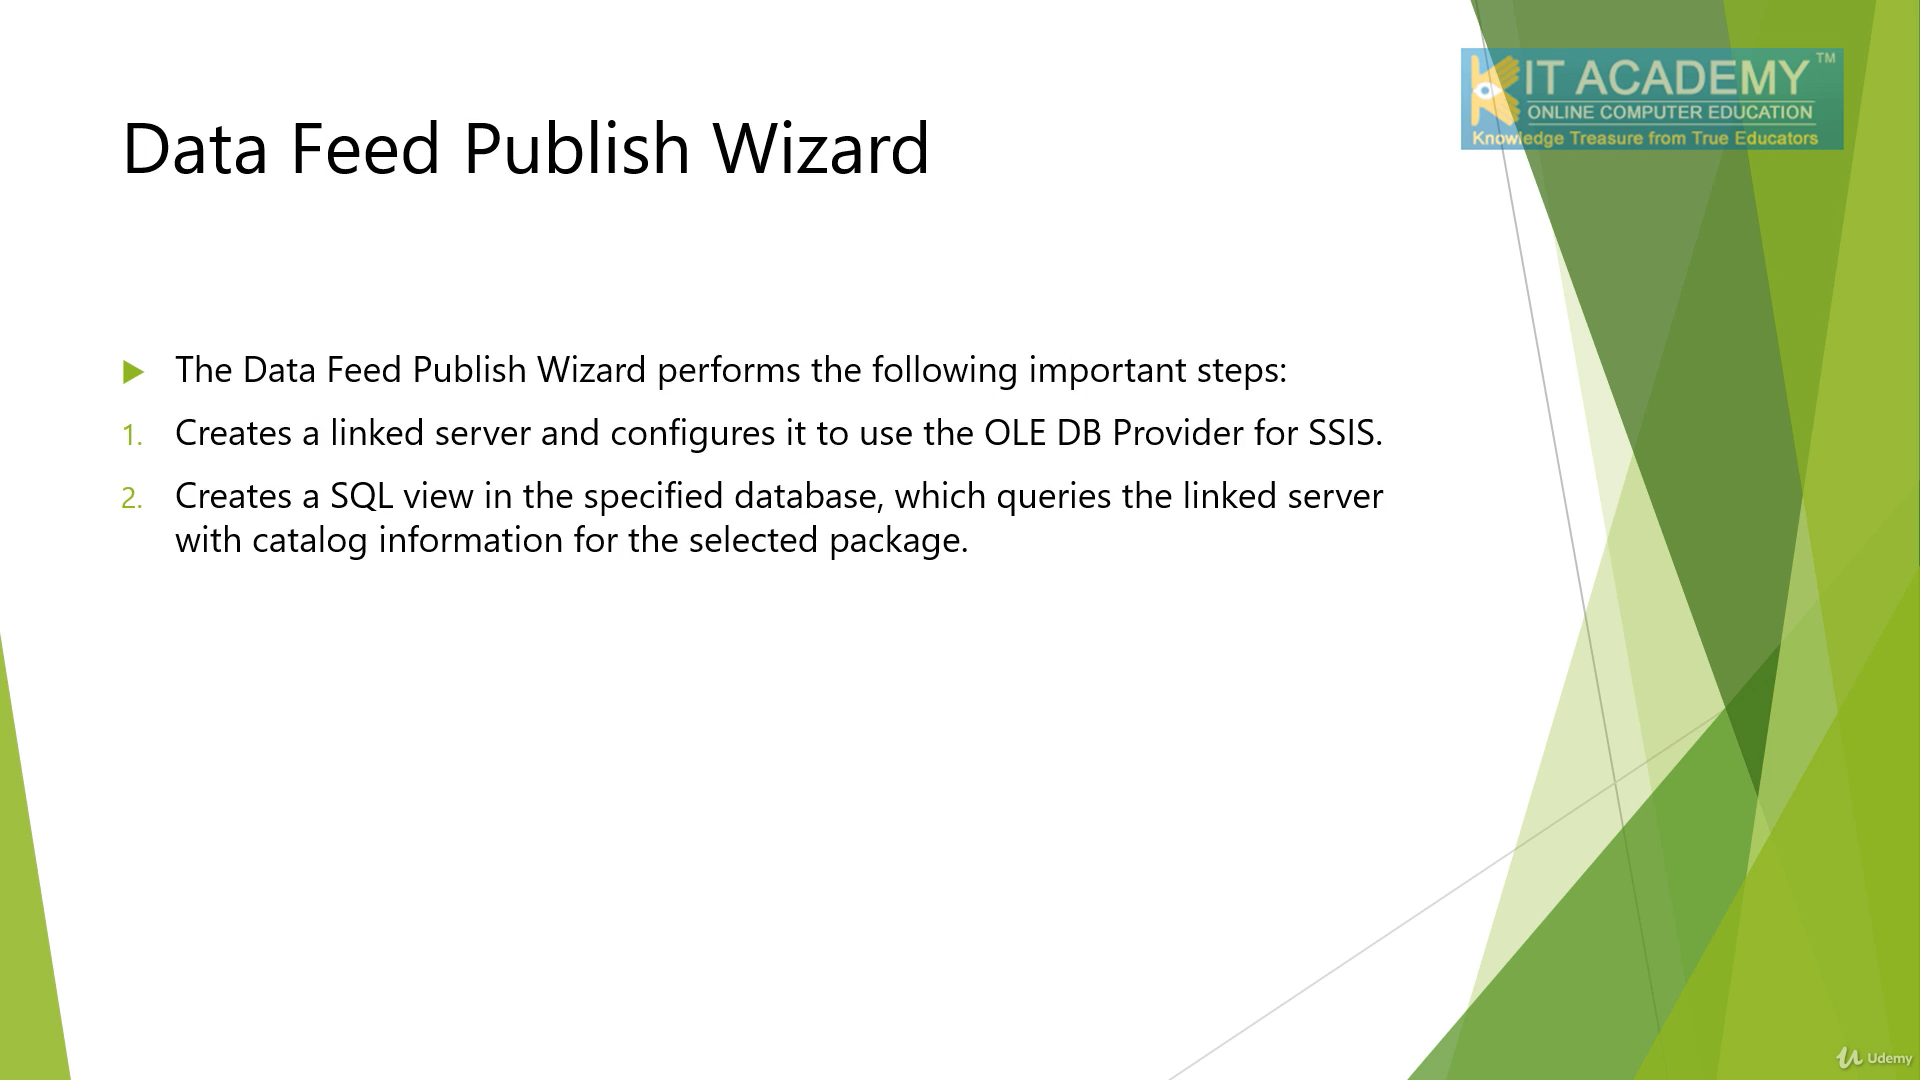 KIT ACADEMY TM
ONLINE COMPUTER EDUCATION
Knowledge Treasure from True Educators
Data Feed Publish Wizard
The Data Feed Publish Wizard performs the following important steps:
1. Creates a linked server and configures it to use the OLE DB Provider for SSIS.
2. Creates a SQL view in the specified database, which queries the linked server
with catalog information for the selected package.
Udemy